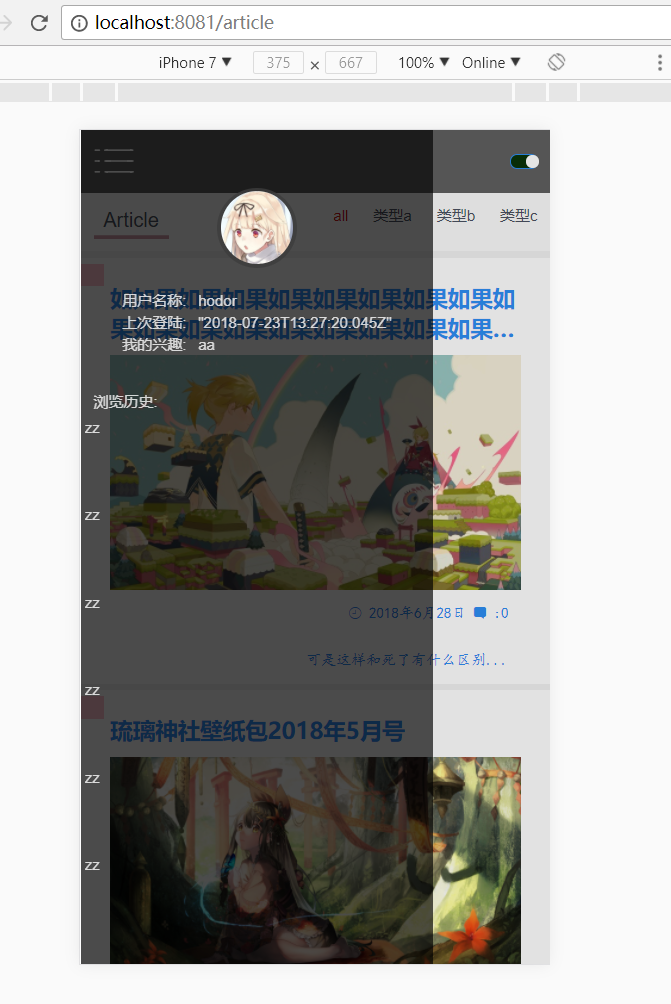 localhost:8081/article
iPhone 7 ▼ 375 × 667 100% ▼ Online ▼
Article all 类型a 类型b 类型c
如如果如果如果如果如果如果如果如果如
果如果如果如果如果如果如果如果如果...
用户名称: hodor
上次登陆: "2018-07-23T13:27:20.045Z"
我的兴趣: aa
浏览历史:
zz
zz
zz
2018年6月28日 :0
可是这样和死了有什么区别...
zz
琉璃神社壁纸包2018年5月号
zz
zz